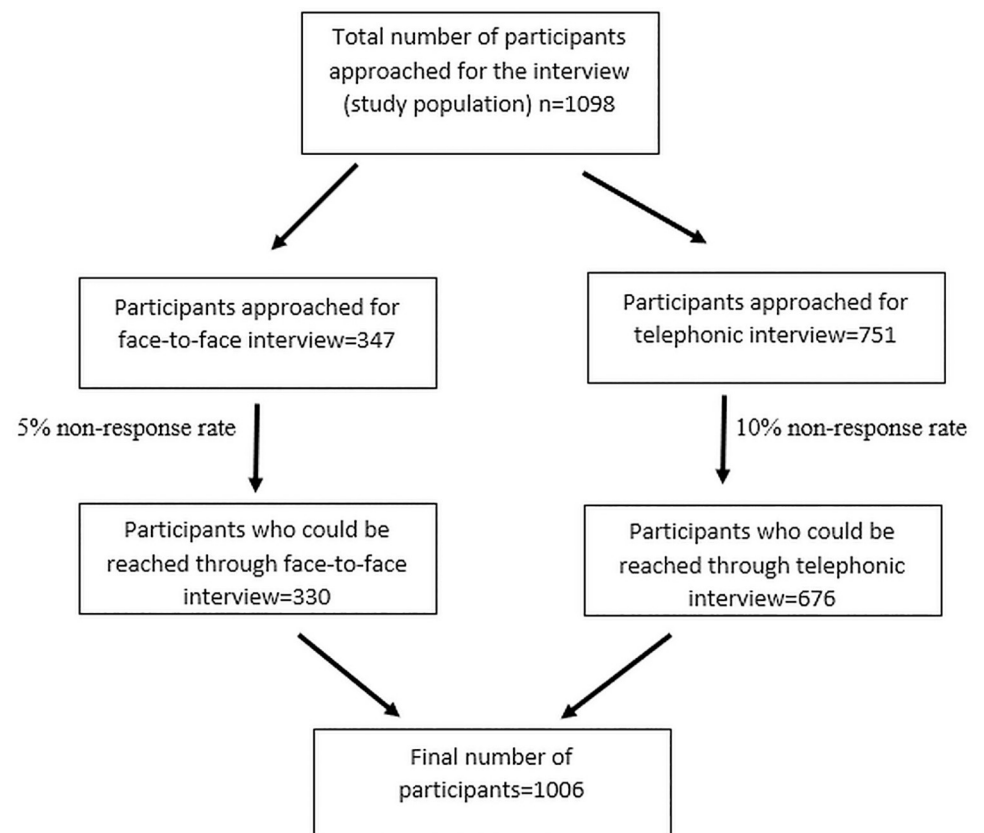 Total number of participants
approached for the interview
(study population) n=1098
Participants approached for
face-to-face interview=347
Participants approached for
telephonic interview=751
5% non-response rate
10% non-response rate
Participants who could be
reached through face-to-face
interview=330
Participants who could be
reached through telephonic
interview=676
Final number of
participants=1006